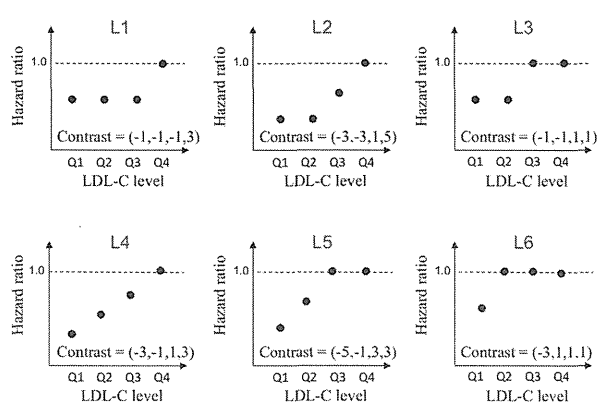 L1
Hazard ratio
1.0
Contrast = (-1,-1,-1,3)
Q1 Q2 Q3 Q4
LDL-C level
L2
Hazard ratio
1.0
Contrast = (-3,-3,1,5)
Q1 Q2 Q3 Q4
LDL-C level
L3
Hazard ratio
1.0
Contrast = (-1,-1,1,1)
Q1 Q2 Q3 Q4
LDL-C level
L4
Hazard ratio
1.0
Contrast = (-3,-1,1,3)
Q1 Q2 Q3 Q4
LDL-C level
L5
Hazard ratio
1.0
Contrast = (-5,-1,3,3)
Q1 Q2 Q3 Q4
LDL-C level
L6
Hazard ratio
1.0
Contrast = (-3,1,1,1)
Q1 Q2 Q3 Q4
LDL-C level